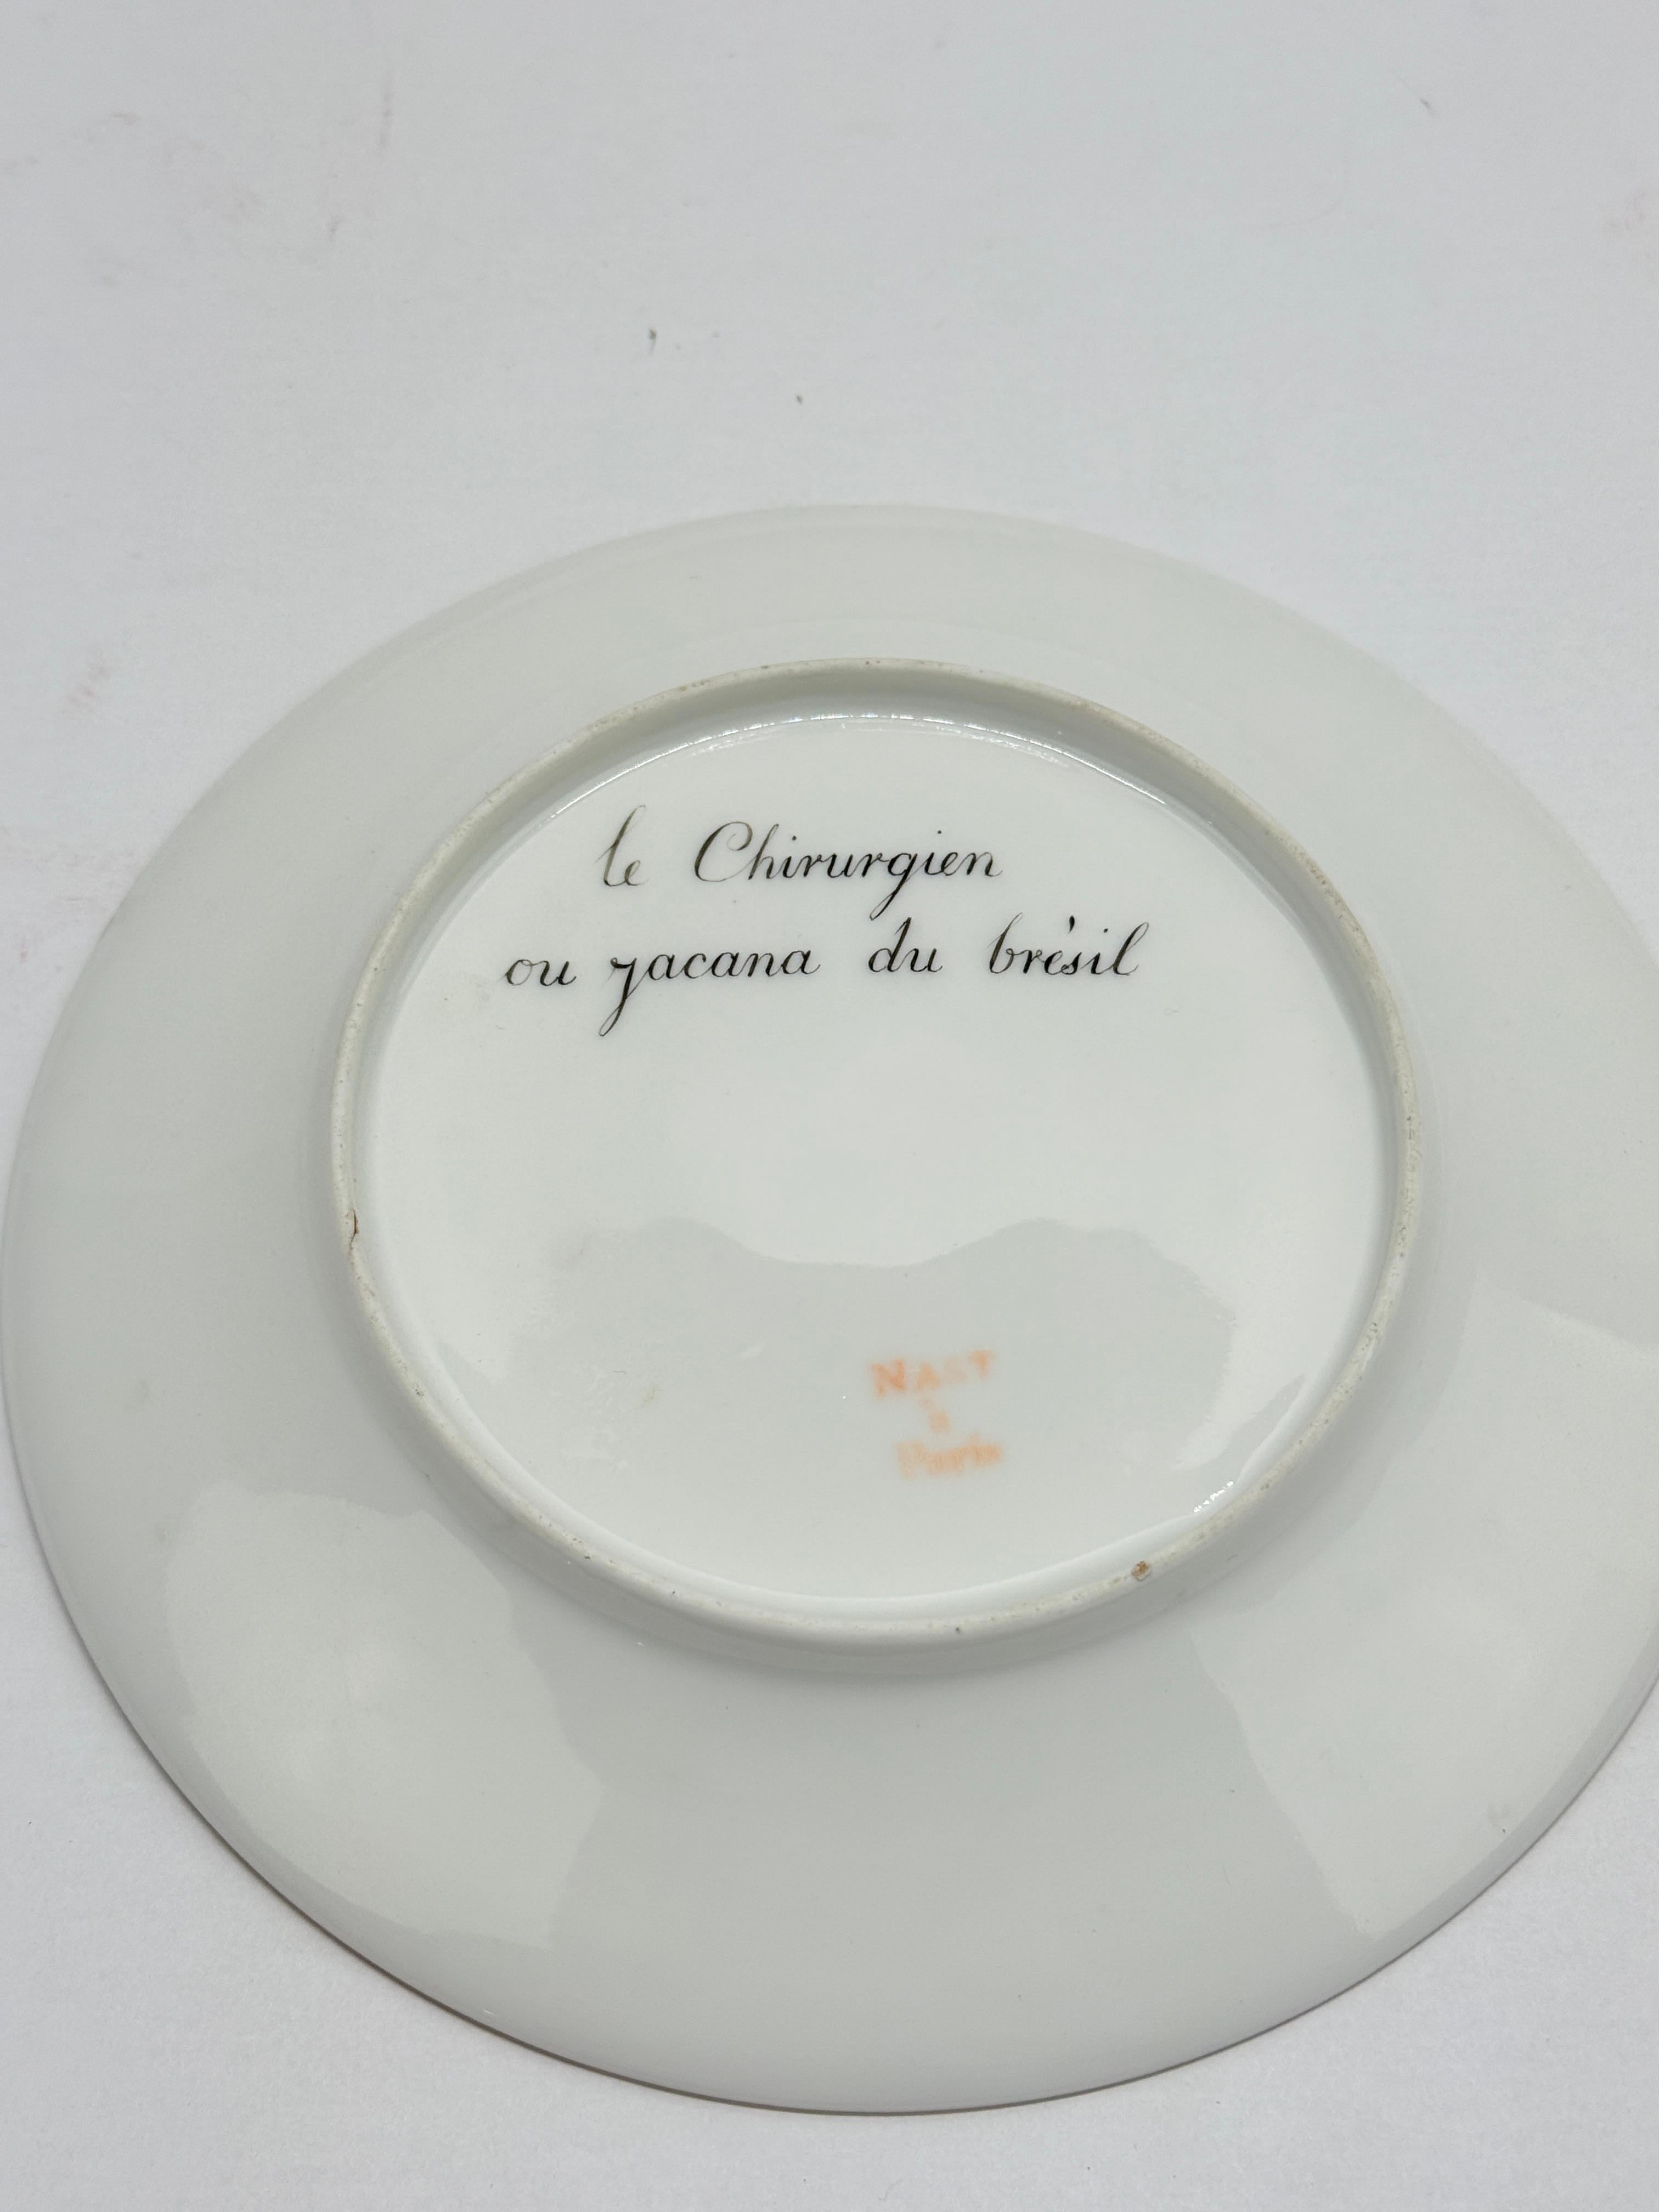 le Chirurgien
ou jacana du brésil
NAST
à
Paris